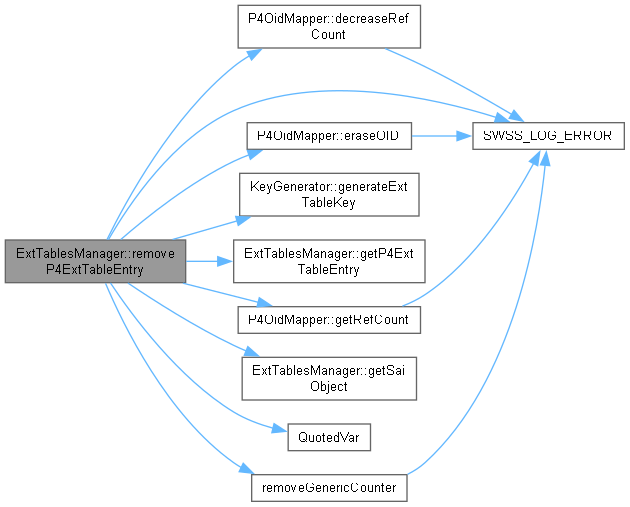 P4OidMapper::decreaseRef
Count
P4OidMapper::eraseOID
SWSS_LOG_ERROR
KeyGenerator::generateExt
TableKey
ExtTablesManager::remove
P4ExtTableEntry
ExtTablesManager::getP4Ext
TableEntry
P4OidMapper::getRefCount
ExtTablesManager::getSai
Object
QuotedVar
removeGenericCounter